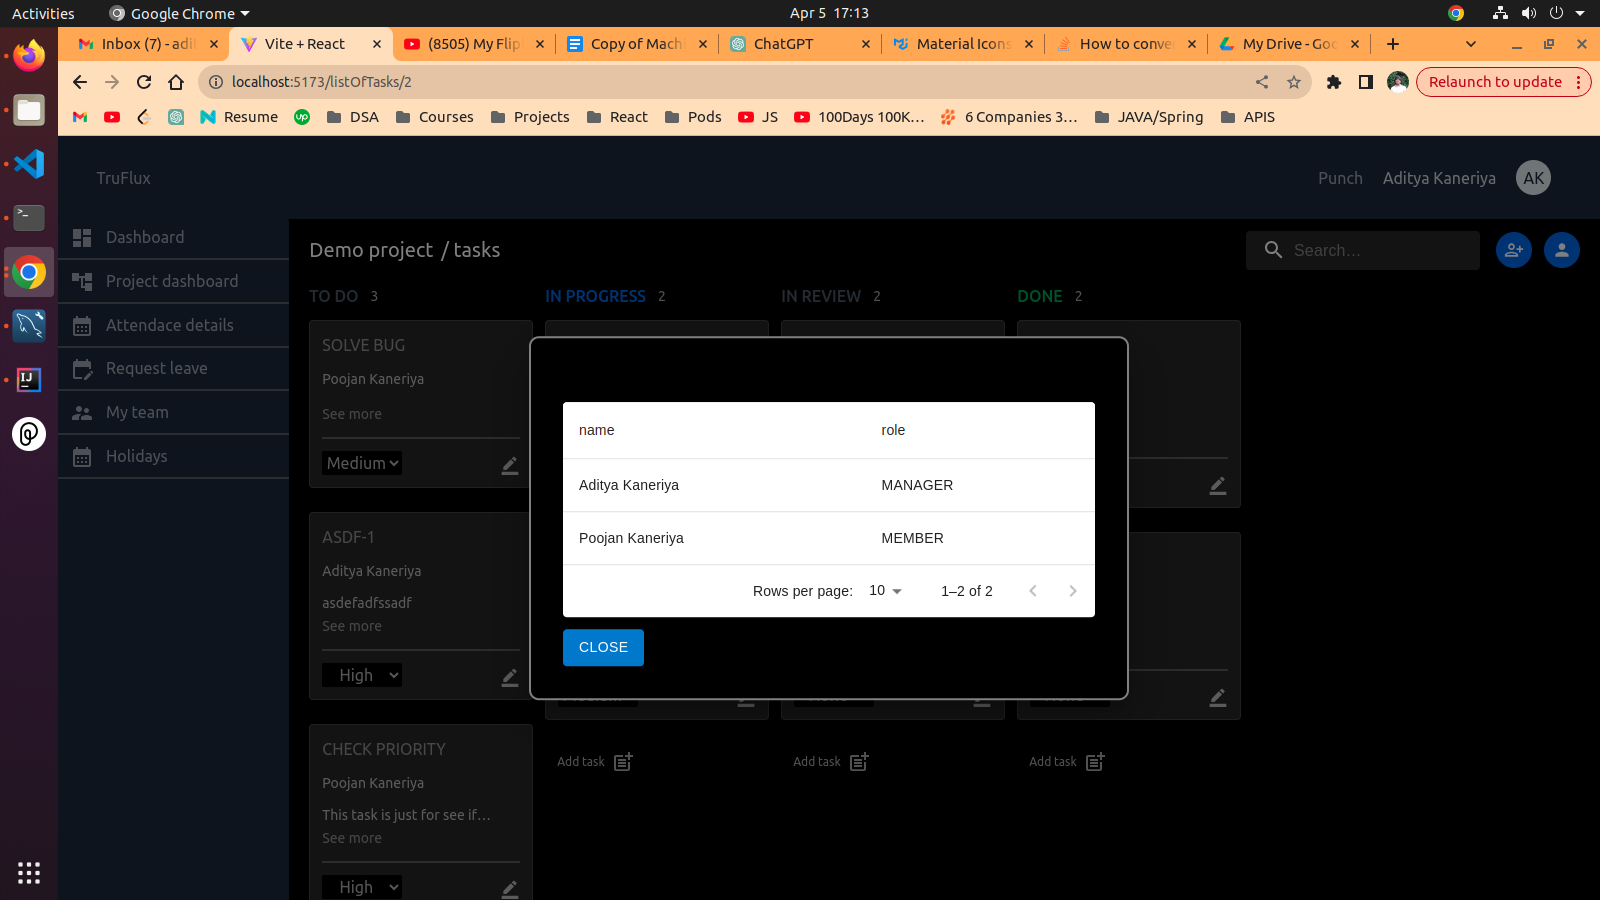 Activities
Google Chrome
Apr 5 17:13
Inbox (7) - adi
Vite + React
(8505) My Flip
Copy of Mach
ChatGPT
Material Icons
How to conve
My Drive - Goo
localhost:5173/listOfTasks/2
Relaunch to update
Resume
DSA
Courses
Projects
React
Pods
JS
100Days 100K...
6 Companies 3...
JAVA/Spring
APIS
TruFlux
Punch
Aditya Kaneriya
AK
Dashboard
Project dashboard
Attendace details
Request leave
My team
Holidays
Demo project / tasks
Search...
TO DO 3
IN PROGRESS 2
IN REVIEW 2
DONE 2
SOLVE BUG
Poojan Kaneriya
See more
Medium
ASDF-1
Aditya Kaneriya
asdefadfssadf
See more
High
CHECK PRIORITY
Poojan Kaneriya
This task is just for see if...
See more
High
name role
Aditya Kaneriya MANAGER
Poojan Kaneriya MEMBER
Rows per page: 10 1–2 of 2
CLOSE
Add task
Add task
Add task